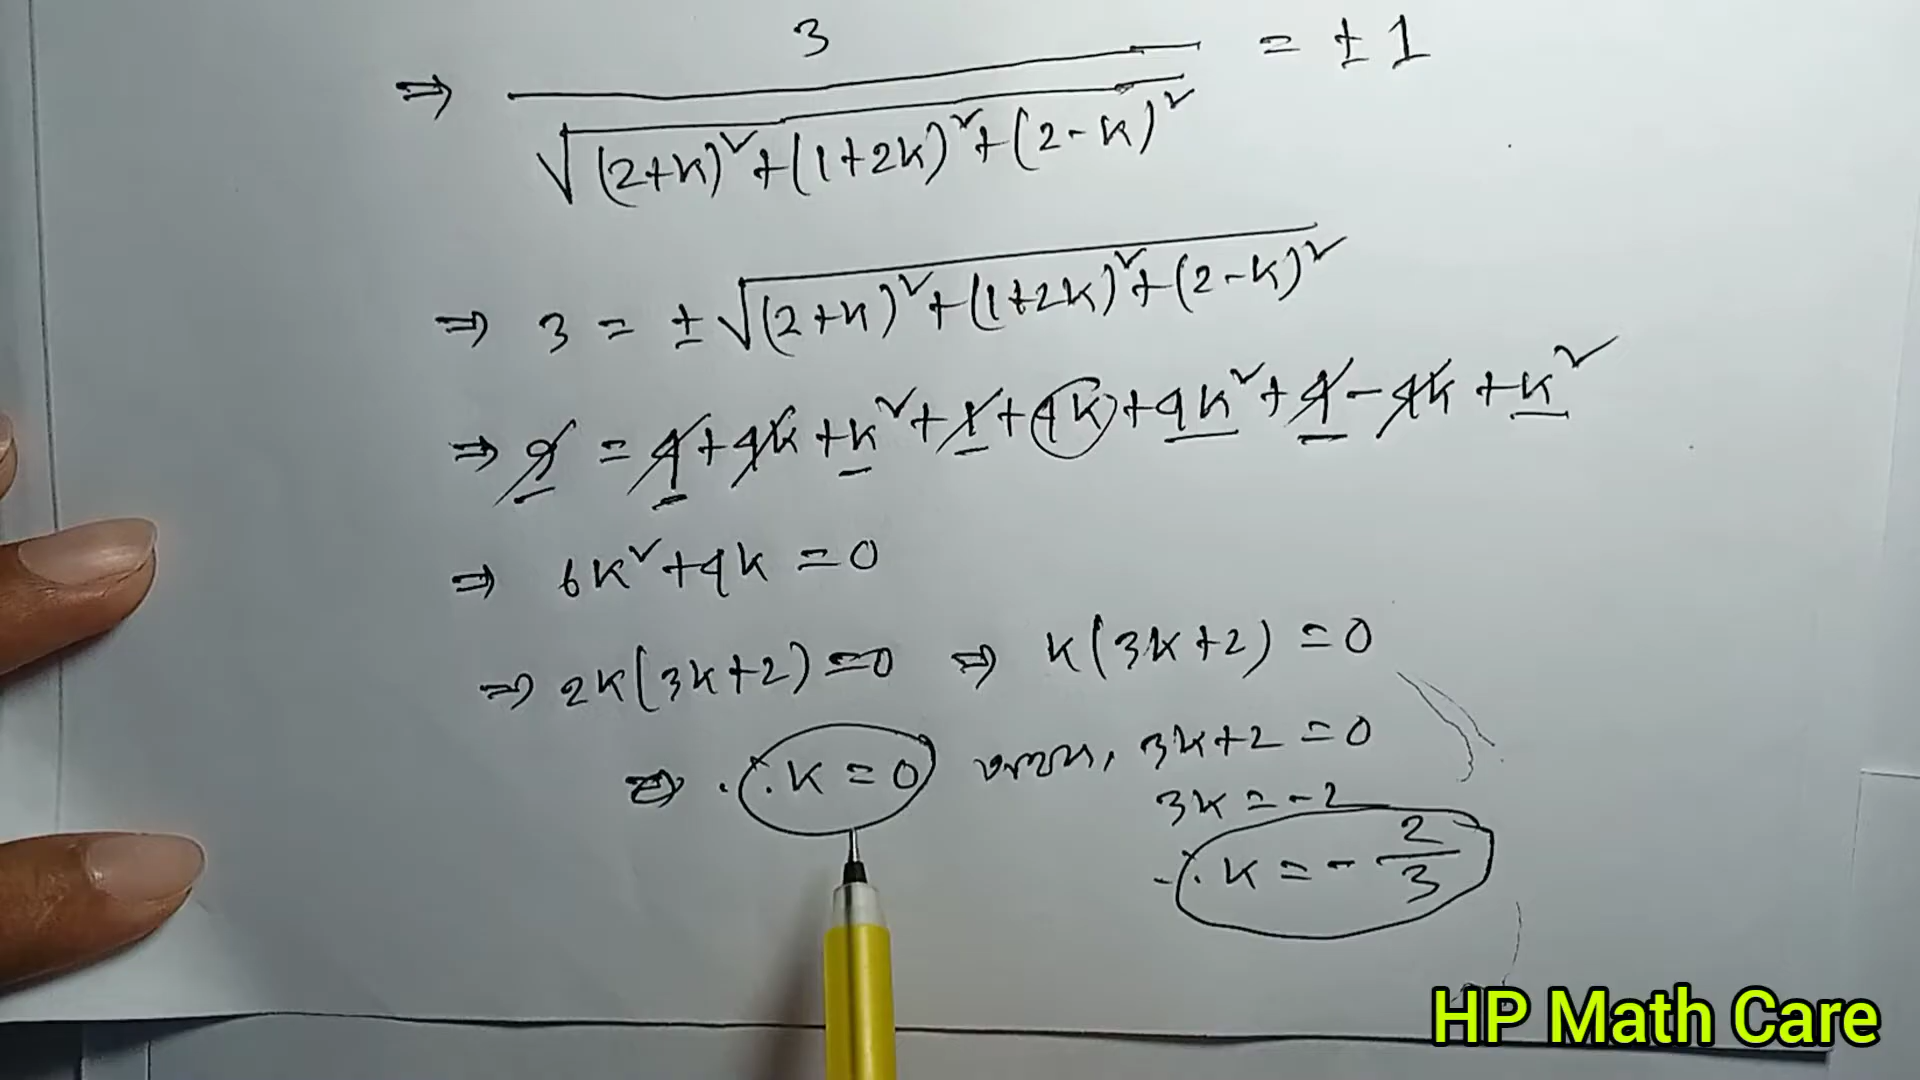 ⇒ 3 / √((2+k)²+(1+2k)²+(2-k)²) = ± 1
⇒ 3 = ± √((2+k)²+(1+2k)²+(2-k)²)
⇒ 9 = 4+4k+k²+1+4k+4k²+4-4k+k²
⇒ 6k²+4k = 0
⇒ 2k(3k+2)=0 ⇒ k(3k+2) = 0
⇒ ∴ k = 0 অথবা, 3k+2 = 0
3k = -2
∴ k = - 2/3
HP Math Care